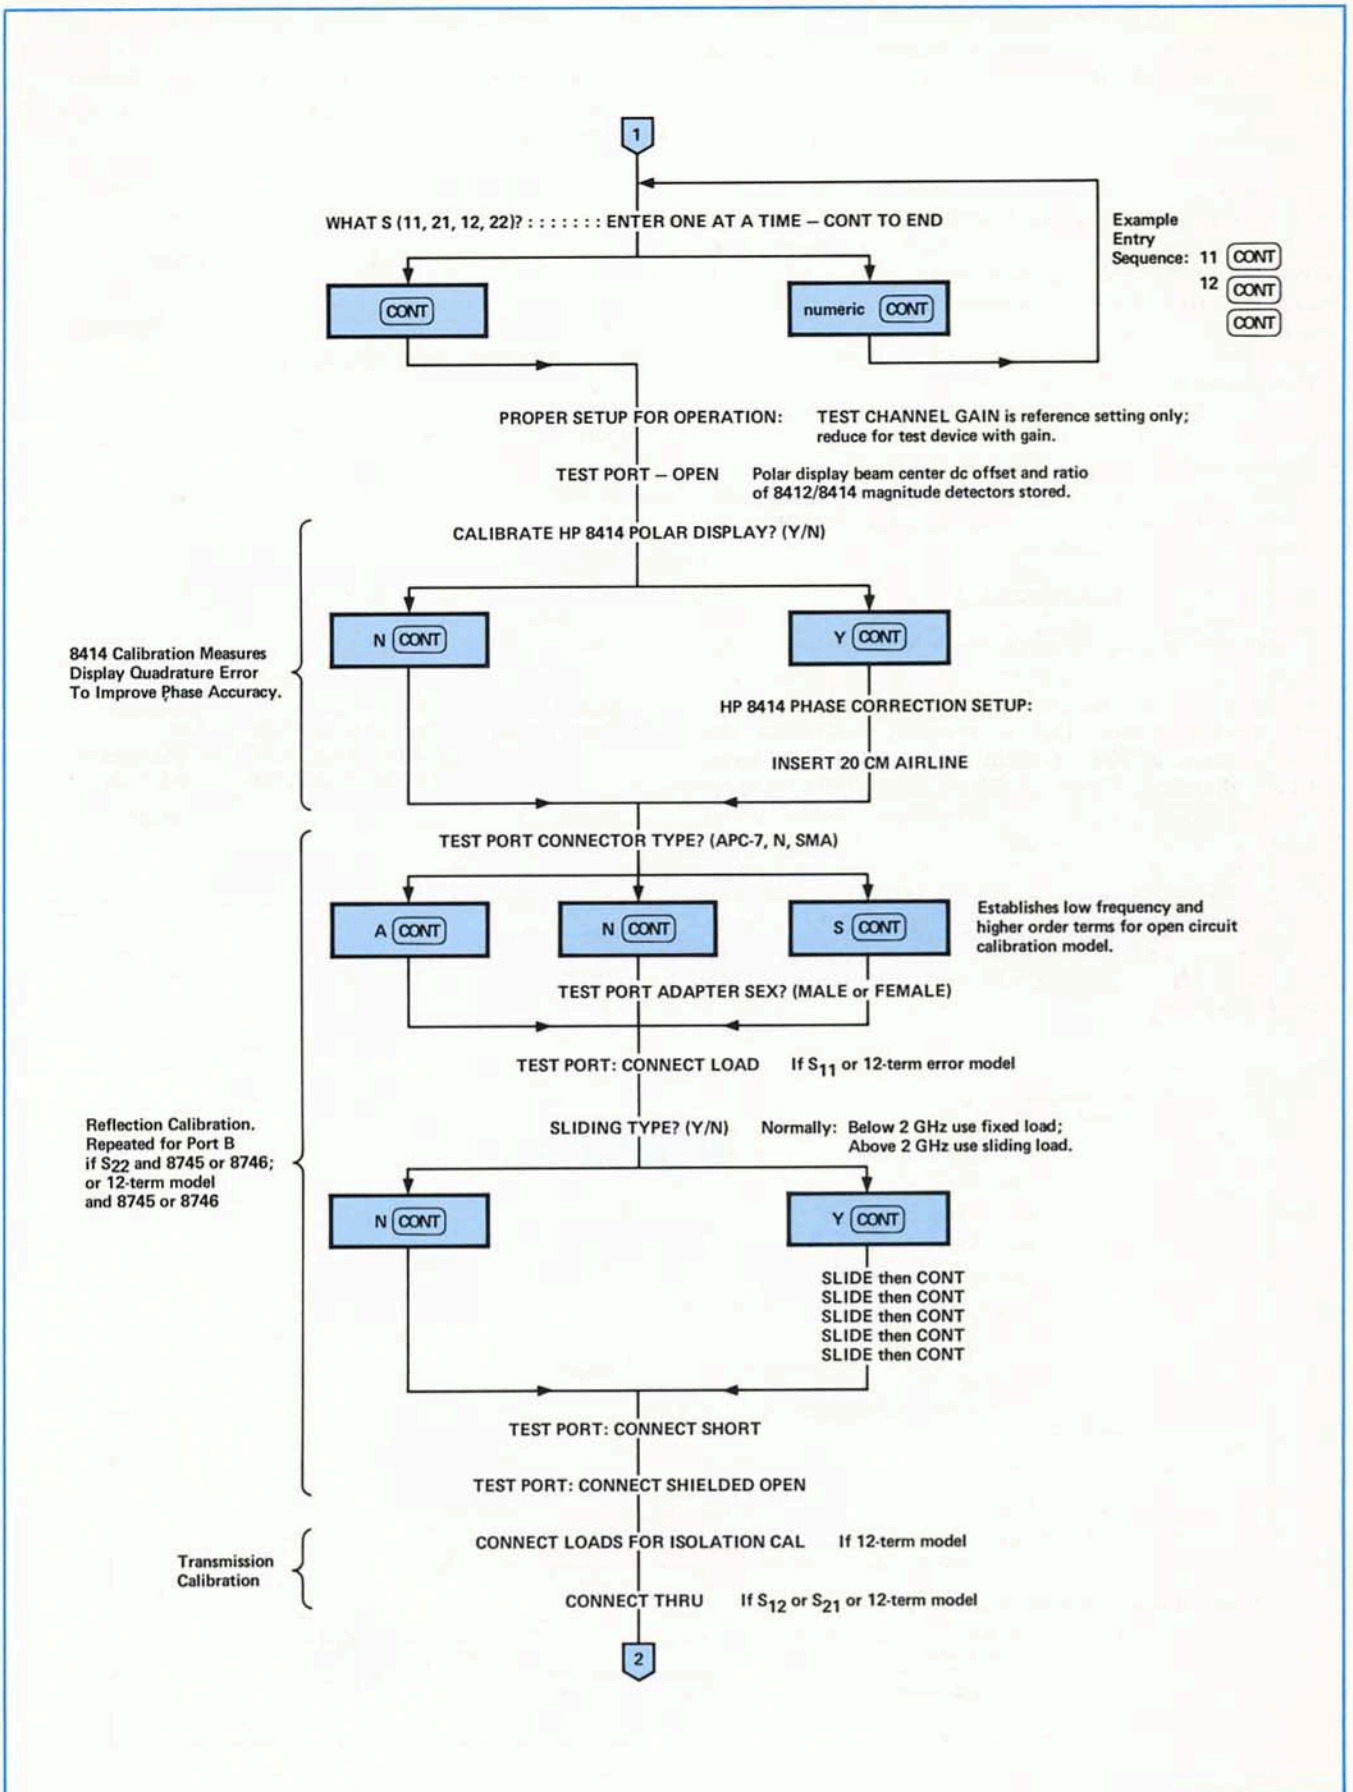 1
WHAT S (11, 21, 12, 22)? : : : : : : : ENTER ONE AT A TIME – CONT TO END
Example
Entry
Sequence: 11 CONT
12 CONT
CONT
CONT
numeric CONT
PROPER SETUP FOR OPERATION: TEST CHANNEL GAIN is reference setting only;
reduce for test device with gain.
TEST PORT – OPEN Polar display beam center dc offset and ratio
of 8412/8414 magnitude detectors stored.
CALIBRATE HP 8414 POLAR DISPLAY? (Y/N)
N CONT
Y CONT
8414 Calibration Measures
Display Quadrature Error
To Improve Phase Accuracy.
HP 8414 PHASE CORRECTION SETUP:
INSERT 20 CM AIRLINE
TEST PORT CONNECTOR TYPE? (APC-7, N, SMA)
A CONT
N CONT
S CONT
Establishes low frequency and
higher order terms for open circuit
calibration model.
TEST PORT ADAPTER SEX? (MALE or FEMALE)
TEST PORT: CONNECT LOAD If S11 or 12-term error model
SLIDING TYPE? (Y/N) Normally: Below 2 GHz use fixed load;
Above 2 GHz use sliding load.
Reflection Calibration.
Repeated for Port B
if S22 and 8745 or 8746;
or 12-term model
and 8745 or 8746
N CONT
Y CONT
SLIDE then CONT
SLIDE then CONT
SLIDE then CONT
SLIDE then CONT
SLIDE then CONT
TEST PORT: CONNECT SHORT
TEST PORT: CONNECT SHIELDED OPEN
Transmission
Calibration
CONNECT LOADS FOR ISOLATION CAL If 12-term model
CONNECT THRU If S12 or S21 or 12-term model
2